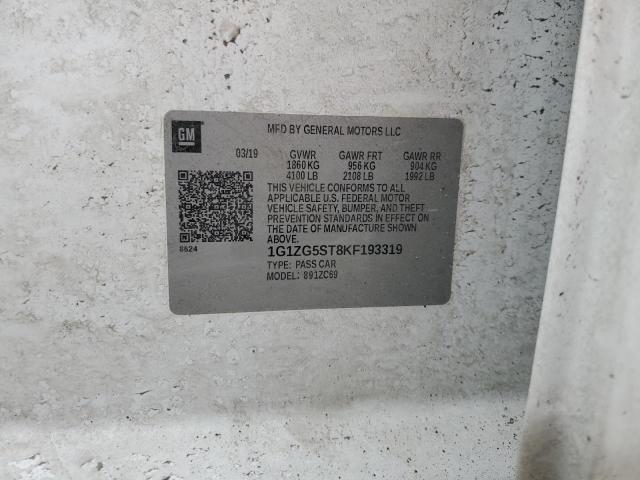 GM
MFD BY GENERAL MOTORS LLC
03/19 GVWR GAWR FRT GAWR RR
1860 KG 956 KG 904 KG
4100 LB 2108 LB 1992 LB
THIS VEHICLE CONFORMS TO ALL
APPLICABLE U.S. FEDERAL MOTOR
VEHICLE SAFETY, BUMPER, AND THEFT
PREVENTION STANDARDS IN EFFECT ON
THE DATE OF MANUFACTURE SHOWN
ABOVE.
8624
1G1ZG5ST8KF193319
TYPE: PASS CAR
MODEL: 891ZC69